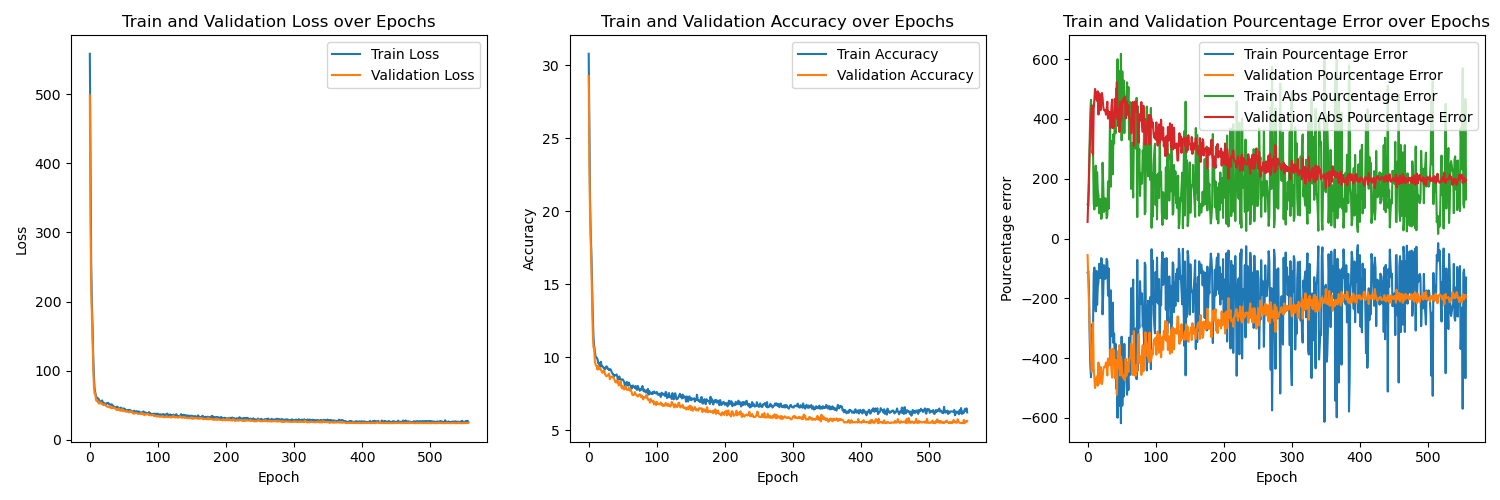 Train and Validation Loss over Epochs
Train Loss
Validation Loss
500
400
300
200
100
0
Loss
0 100 200 300 400 500
Epoch
Train and Validation Accuracy over Epochs
Train Accuracy
Validation Accuracy
30
25
20
15
10
5
Accuracy
0 100 200 300 400 500
Epoch
Train and Validation Pourcentage Error over Epochs
Train Pourcentage Error
Validation Pourcentage Error
Train Abs Pourcentage Error
Validation Abs Pourcentage Error
600
400
200
0
−200
−400
−600
Pourcentage error
0 100 200 300 400 500
Epoch